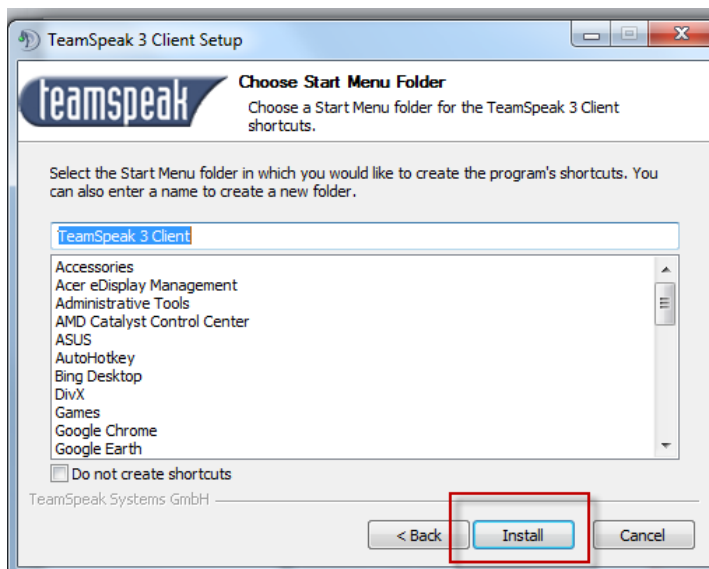 TeamSpeak 3 Client Setup
teamspeak
Choose Start Menu Folder
Choose a Start Menu folder for the TeamSpeak 3 Client
shortcuts.
Select the Start Menu folder in which you would like to create the program's shortcuts. You
can also enter a name to create a new folder.
TeamSpeak 3 Client
Accessories
Acer eDisplay Management
Administrative Tools
AMD Catalyst Control Center
ASUS
AutoHotkey
Bing Desktop
DivX
Games
Google Chrome
Google Earth
Do not create shortcuts
TeamSpeak Systems GmbH
< Back Install Cancel